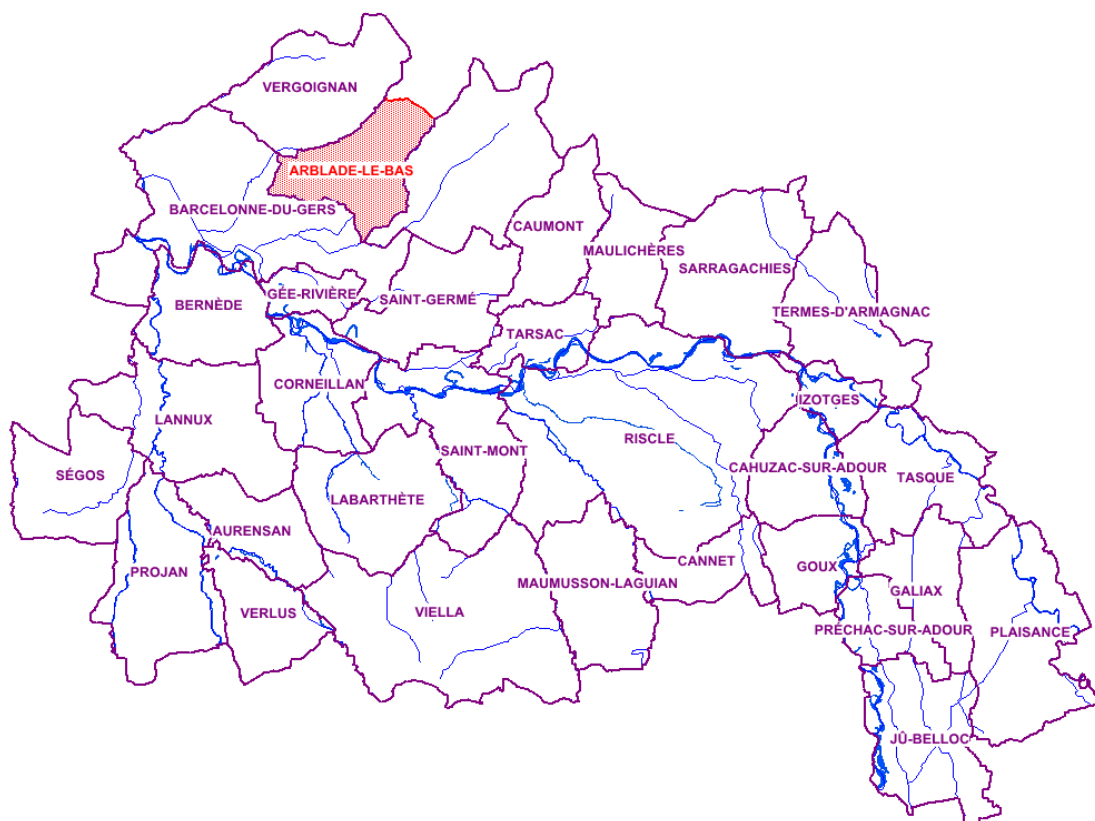 VERGOIGNAN
ARBLADE-LE-BAS
BARCELONNE-DU-GERS
CAUMONT
MAULICHÈRES
SARRAGACHIES
GÉE-RIVIÈRE
SAINT-GERMÉ
BERNÈDE
TERMES-D'ARMAGNAC
TARSAC
CORNEILLAN
IZOTGES
LANNUX
RISCLE
SAINT-MONT
CAHUZAC-SUR-ADOUR
SÉGOS
TASQUE
LABARTHÈTE
AURENSAN
CANNET
GOUX
PROJAN
MAUMUSSON-LAGUIAN
GALIAX
VERLUS
VIELLA
PRÉCHAC-SUR-ADOUR
PLAISANCE
JÛ-BELLOC